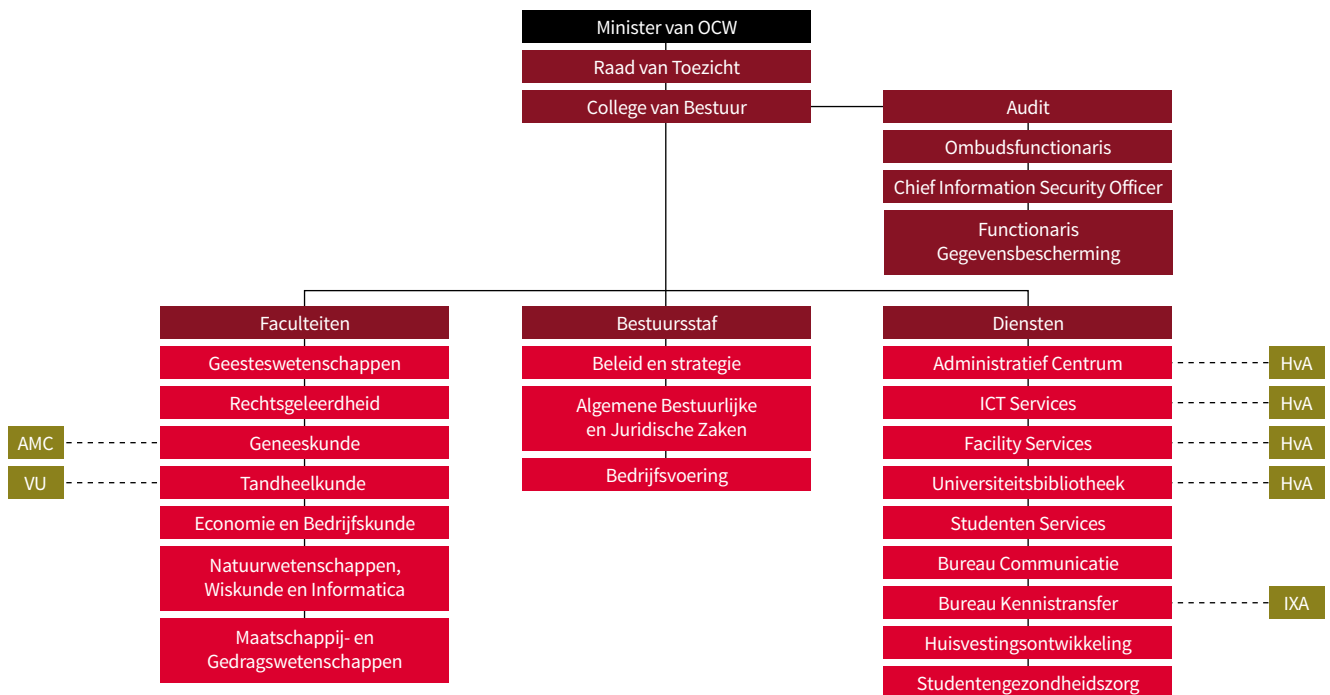 Minister van OCW
Raad van Toezicht
College van Bestuur
Audit
Ombudsfunctionaris
Chief Information Security Officer
Functionaris
Gegevensbescherming
Faculteiten
Geesteswetenschappen
Rechtsgeleerdheid
AMC
Geneeskunde
VU
Tandheelkunde
Economie en Bedrijfskunde
Natuurwetenschappen,
Wiskunde en Informatica
Maatschappij- en
Gedragswetenschappen
Bestuursstaf
Beleid en strategie
Algemene Bestuurlijke
en Juridische Zaken
Bedrijfsvoering
Diensten
Administratief Centrum
HvA
ICT Services
HvA
Facility Services
HvA
Universiteitsbibliotheek
HvA
Studenten Services
Bureau Communicatie
Bureau Kennistransfer
IXA
Huisvestingsontwikkeling
Studentengezondheidszorg